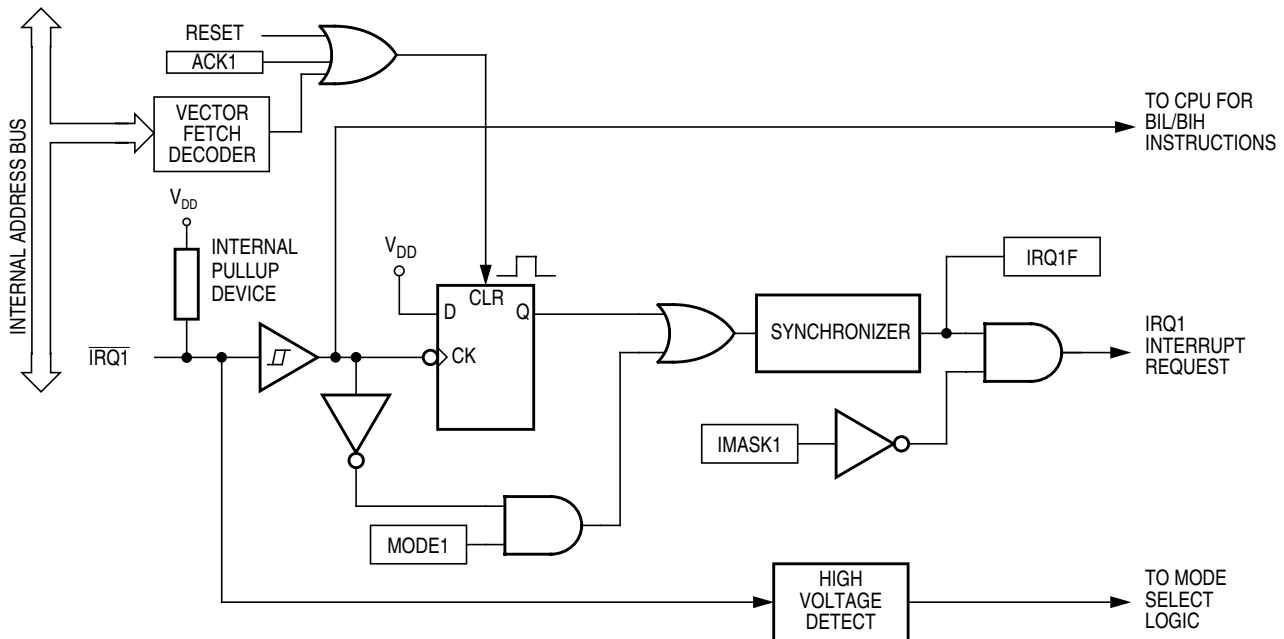 INTERNAL ADDRESS BUS
RESET
ACK1
VECTOR
FETCH
DECODER
TO CPU FOR
BIL/BIH
INSTRUCTIONS
VDD
INTERNAL
PULLUP
DEVICE
VDD
CLR
D
Q
CK
IRQ1
SYNCHRONIZER
IRQ1F
IRQ1
INTERRUPT
REQUEST
IMASK1
MODE1
HIGH
VOLTAGE
DETECT
TO MODE
SELECT
LOGIC